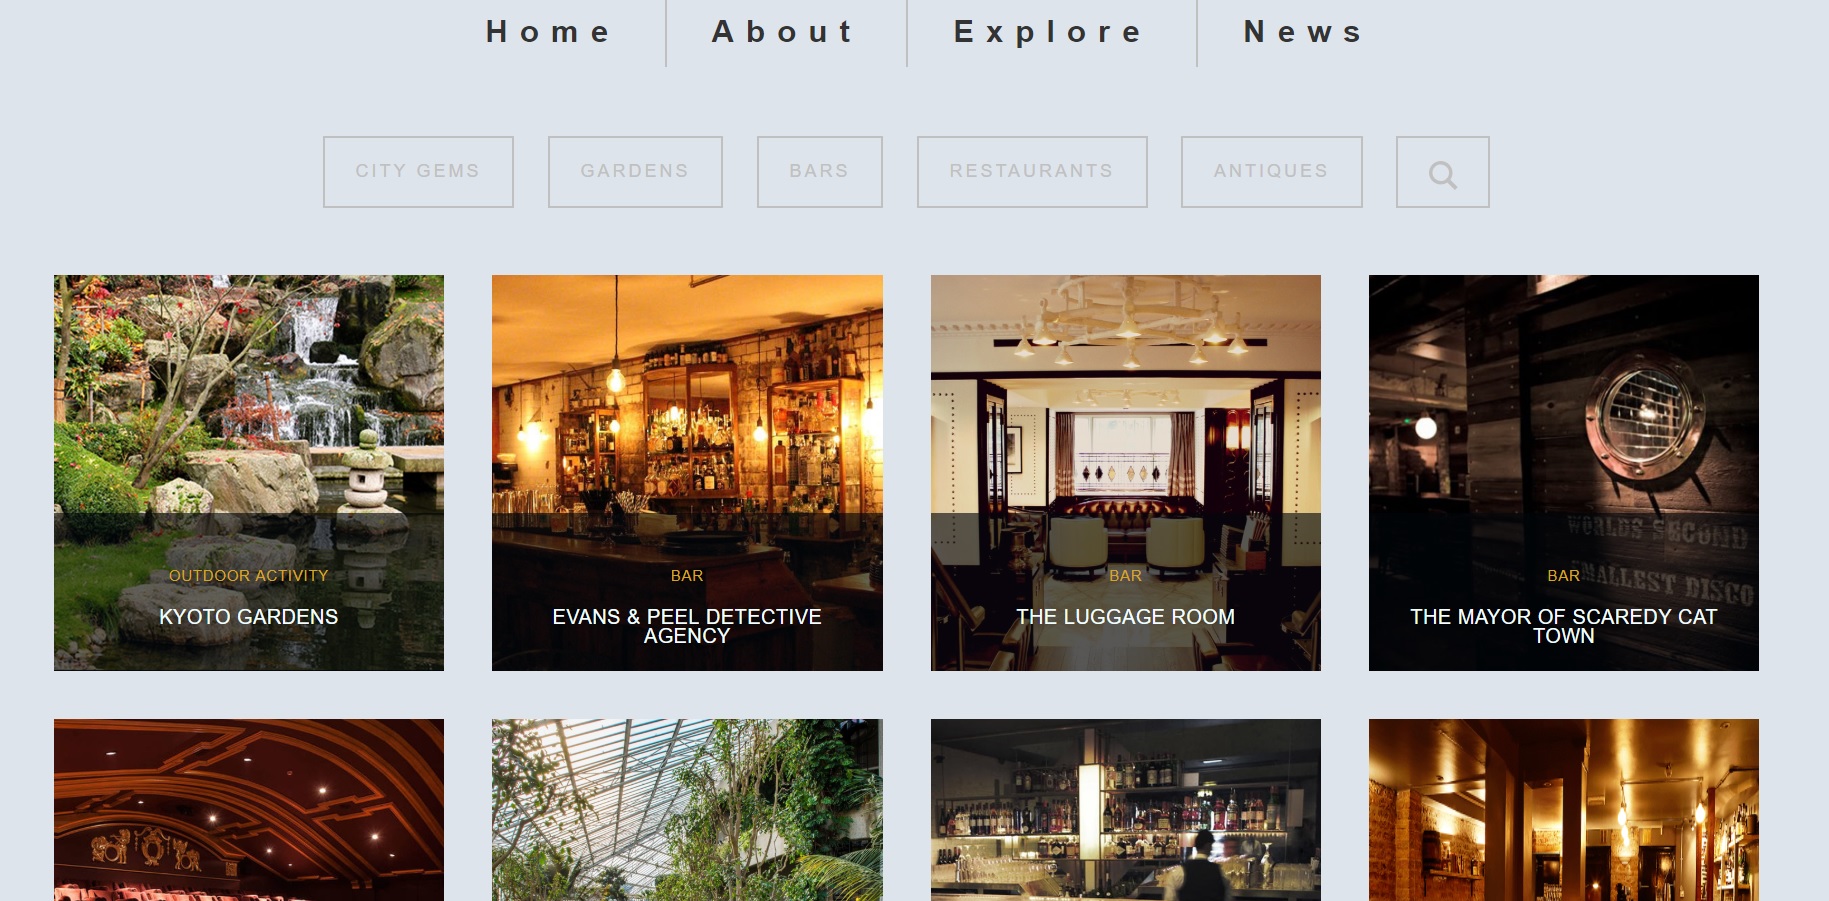 Home About Explore News
CITY GEMS GARDENS BARS RESTAURANTS ANTIQUES
WORLDS SECOND
SMALLEST DISCO
OUTDOOR ACTIVITY BAR BAR BAR
KYOTO GARDENS EVANS & PEEL DETECTIVE THE LUGGAGE ROOM THE MAYOR OF SCAREDY CAT
AGENCY TOWN